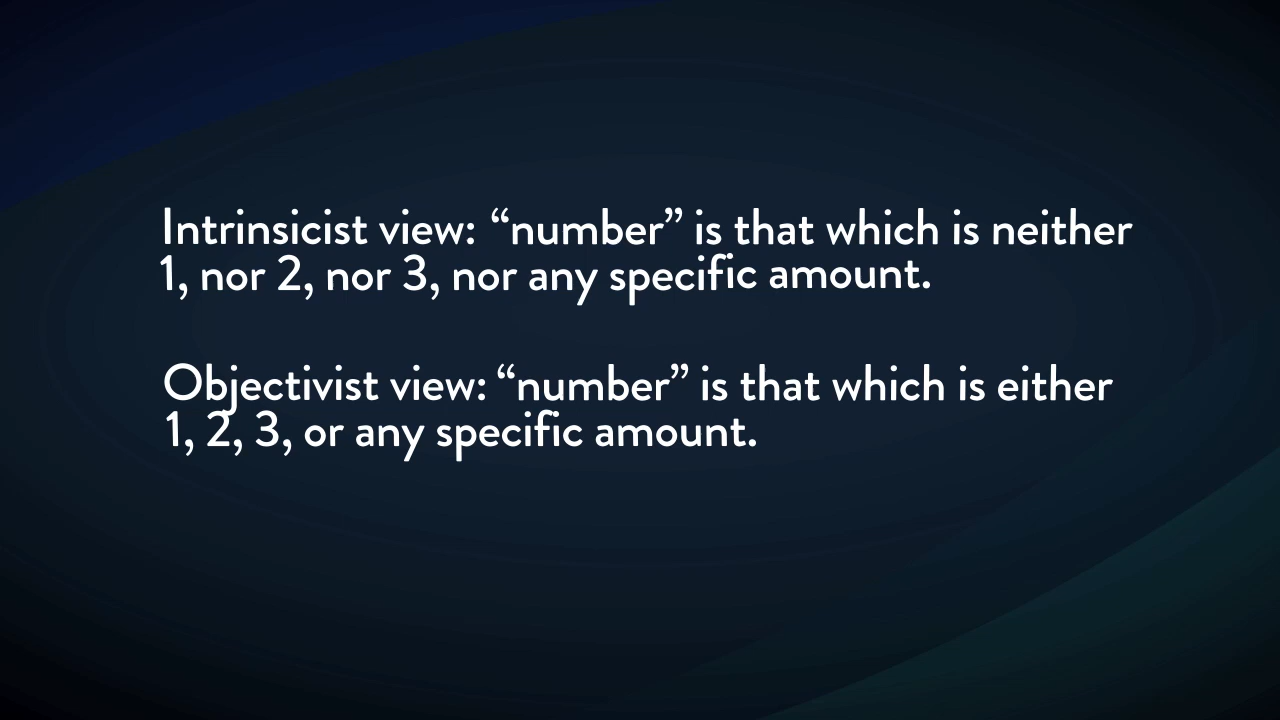 Intrinsicist view: “number” is that which is neither
1, nor 2, nor 3, nor any specific amount.
Objectivist view: “number” is that which is either
1, 2, 3, or any specific amount.